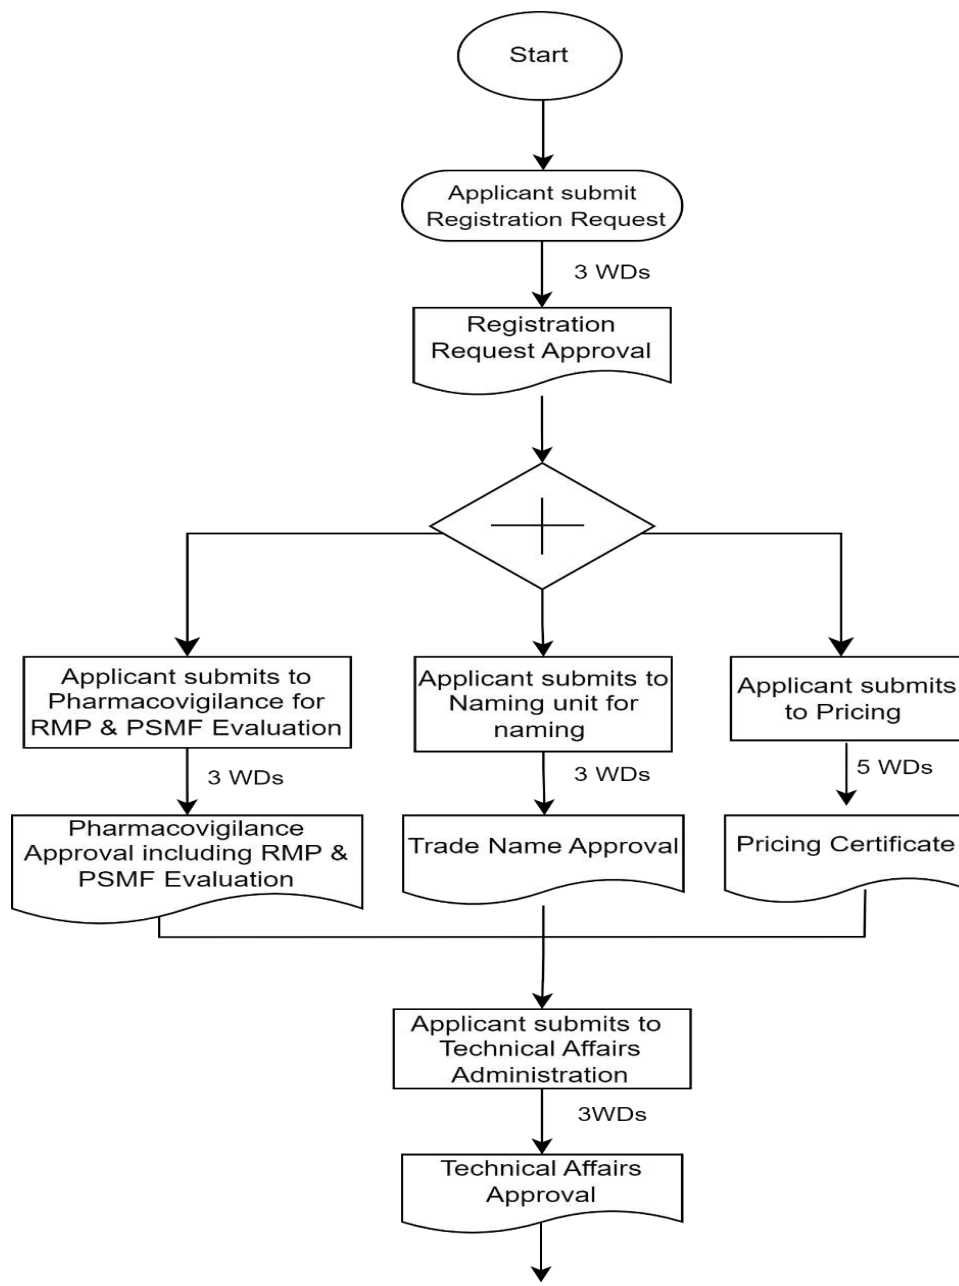 Start
Applicant submit
Registration Request
3 WDs
Registration
Request Approval
Applicant submits to
Pharmacovigilance for
RMP & PSMF Evaluation
Applicant submits to
Naming unit for
naming
Applicant submits
to Pricing
3 WDs
3 WDs
5 WDs
Pharmacovigilance
Approval including RMP &
PSMF Evaluation
Trade Name Approval
Pricing Certificate
Applicant submits to
Technical Affairs
Administration
3WDs
Technical Affairs
Approval